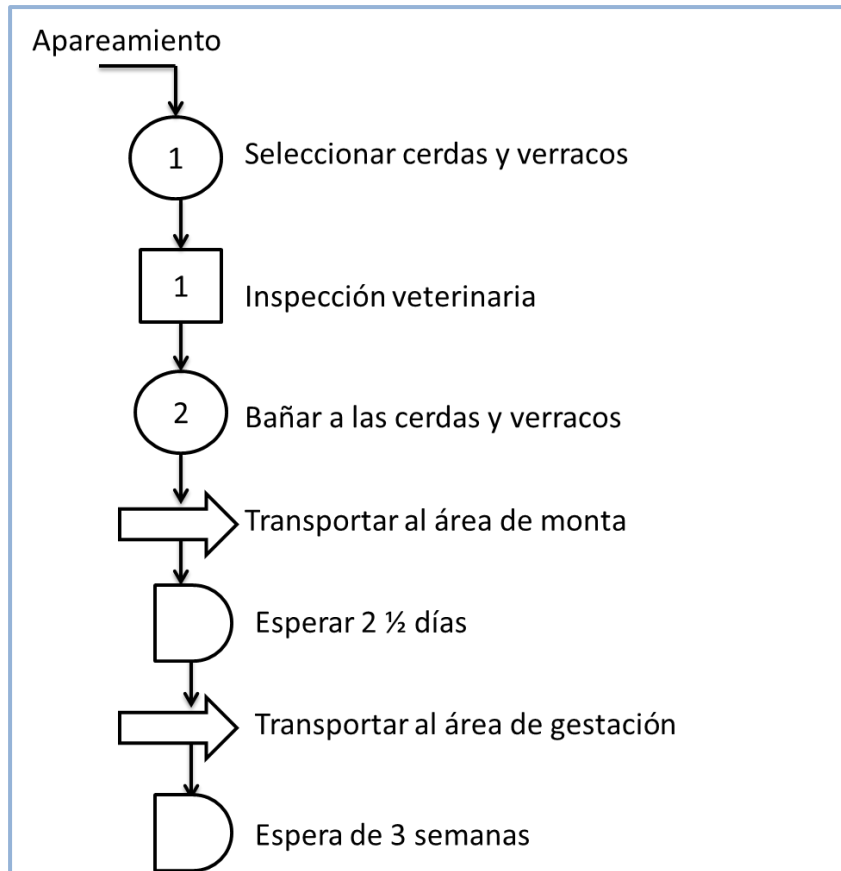 Apareamiento
1 Seleccionar cerdas y verracos
1 Inspección veterinaria
2 Bañar a las cerdas y verracos
Transportar al área de monta
Esperar 2 ½ días
Transportar al área de gestación
Espera de 3 semanas